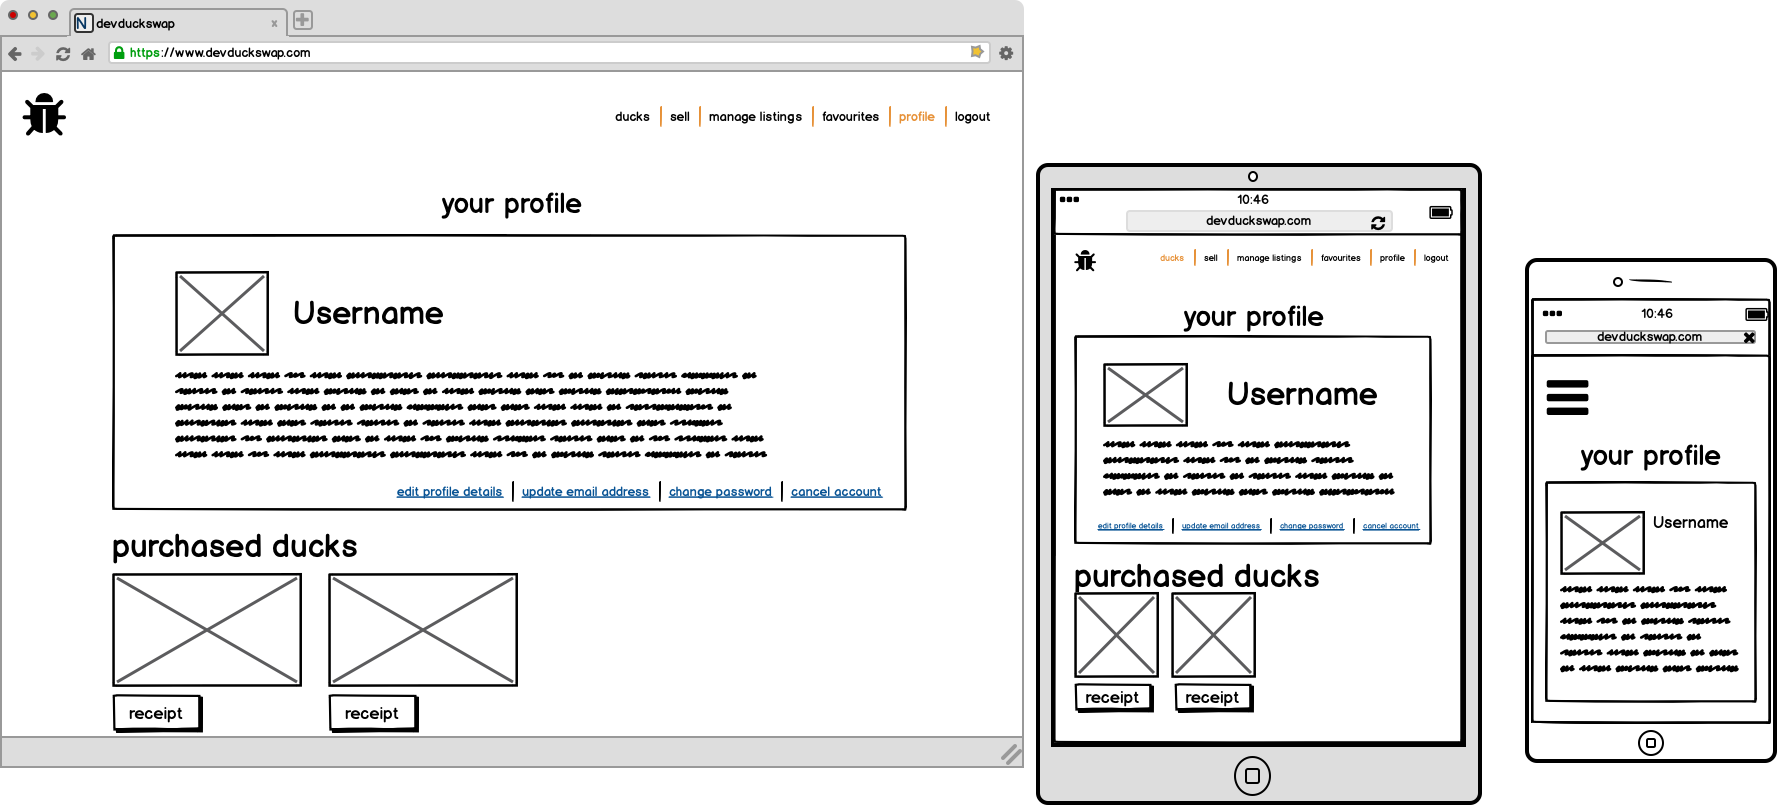 N devduckswap x
https://www.devduckswap.com
ducks sell manage listings favourites profile logout
your profile
Username
edit profile details update email address change password cancel account
purchased ducks
receipt receipt
10:46
devduckswap.com
ducks sell manage listings favourites profile logout
your profile
Username
edit profile details update email address change password cancel account
purchased ducks
receipt receipt
10:46
devduckswap.com
your profile
Username